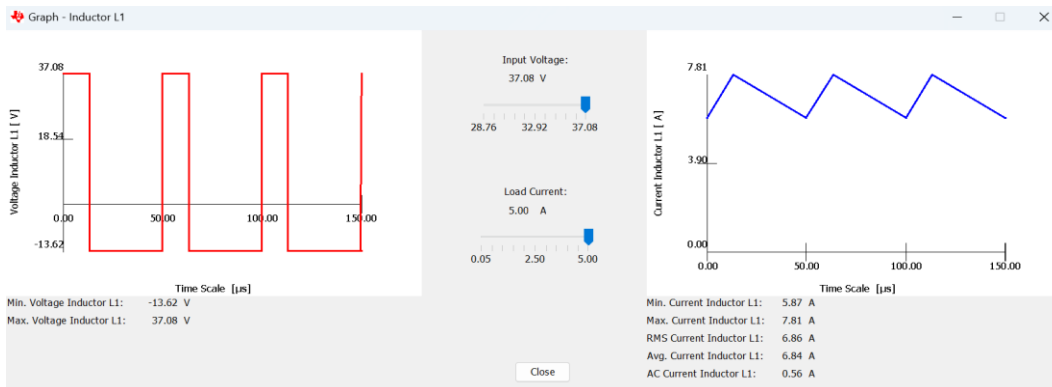 Graph - Inductor L1
37.08
18.54
-13.62
Voltage Inductor L1 [ V]
0.00 50.00 100.00 150.00
Time Scale [µs]
Min. Voltage Inductor L1: -13.62 V
Max. Voltage Inductor L1: 37.08 V
Input Voltage:
37.08 V
28.76 32.92 37.08
Load Current:
5.00 A
0.05 2.50 5.00
Close
7.81
3.90
0.00
Current Inductor L1 [ A]
0.00 50.00 100.00 150.00
Time Scale [µs]
Min. Current Inductor L1: 5.87 A
Max. Current Inductor L1: 7.81 A
RMS Current Inductor L1: 6.86 A
Avg. Current Inductor L1: 6.84 A
AC Current Inductor L1: 0.56 A